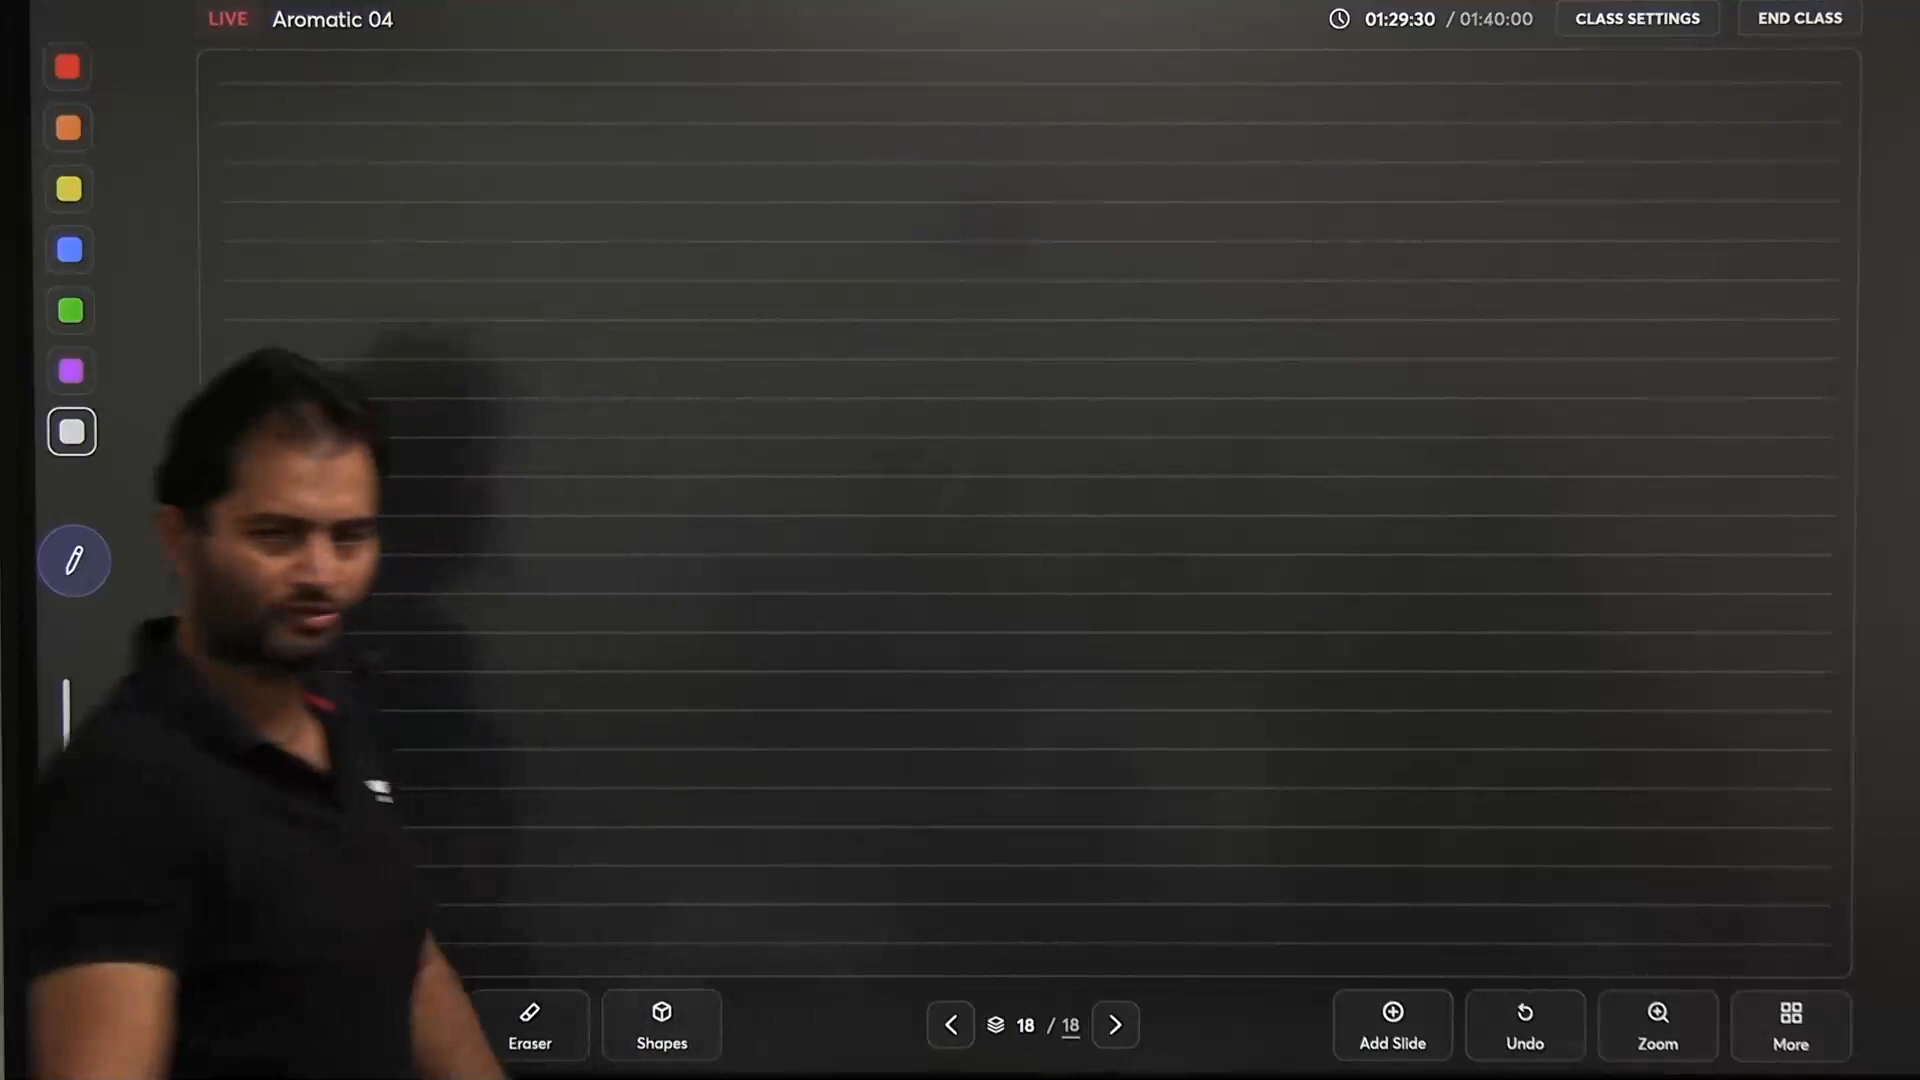 LIVE Aromatic 04 01:29:30 / 01:40:00 CLASS SETTINGS END CLASS
Eraser Shapes 18 / 18 Add Slide Undo Zoom More